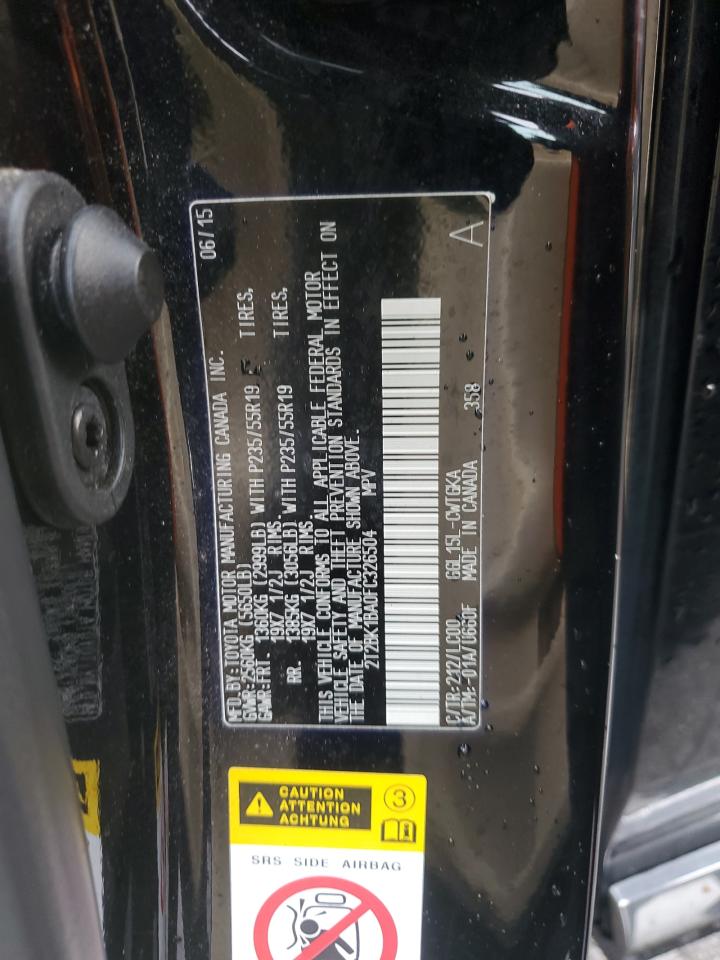 MFD.BY:TOYOTA MOTOR MANUFACTURING CANADA INC. 06/15
GVWR:2560KG (5650LB)
GAWR:FRT. 1360KG (2999LB) WITH P235/55R19 TIRES,
19X7 1/2J RIMS
RR. 1385KG (3056LB) WITH P235/55R19 TIRES,
19X7 1/2J RIMS
THIS VEHICLE CONFORMS TO ALL APPLICABLE FEDERAL MOTOR
VEHICLE SAFETY AND THEFT PREVENTION STANDARDS IN EFFECT ON
THE DATE OF MANUFACTURE SHOWN ABOVE.
2T2BK1BA0FC326504 MPV
C/TR:212/LC00 GGL15L-CWTGKA 358 A
A/TM:-01A/U660F MADE IN CANADA
CAUTION
ATTENTION
ACHTUNG
3
SRS SIDE AIRBAG